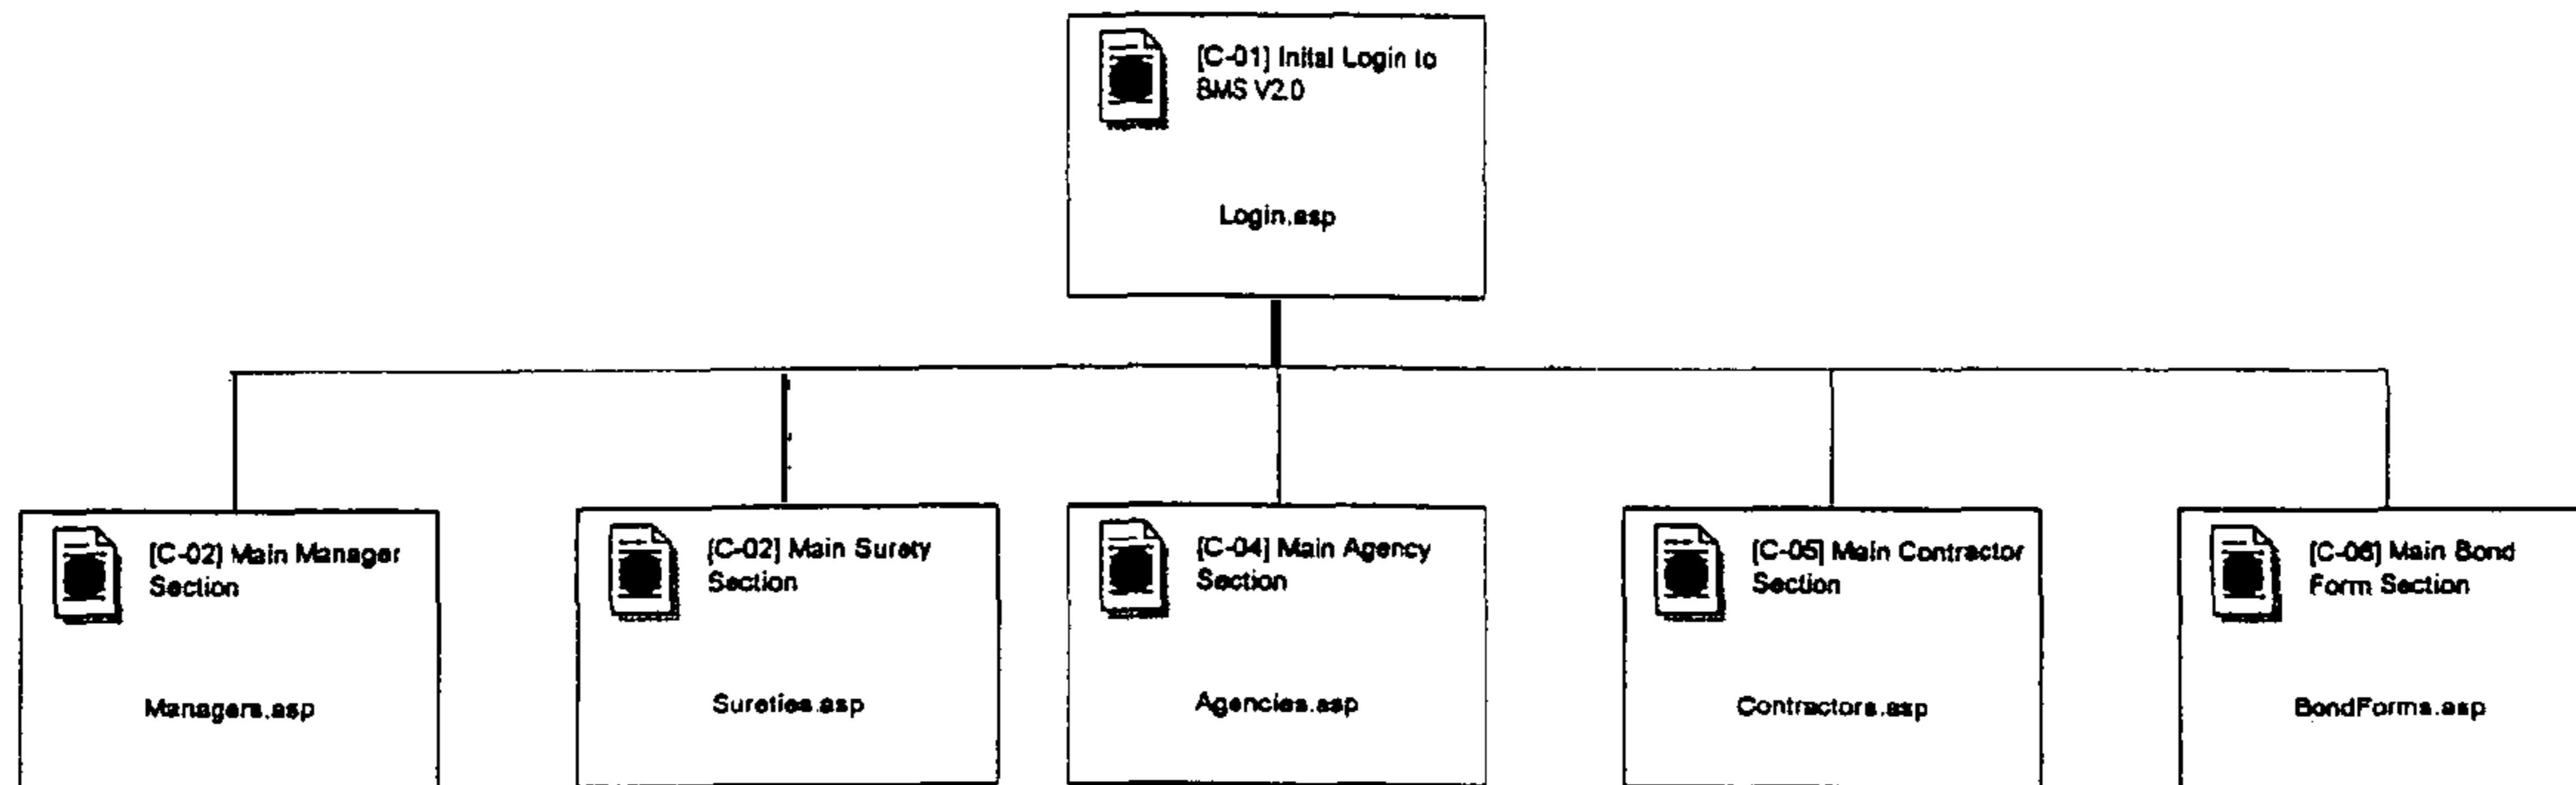 [C-01] Inital Login to
BMS V2.0
Login.asp
[C-02] Main Manager
Section
Managers.asp
[C-02] Main Surety
Section
Sureties.asp
[C-04] Main Agency
Section
Agencies.asp
[C-05] Main Contractor
Section
Contractors.asp
[C-06] Main Bond
Form Section
BondForms.asp